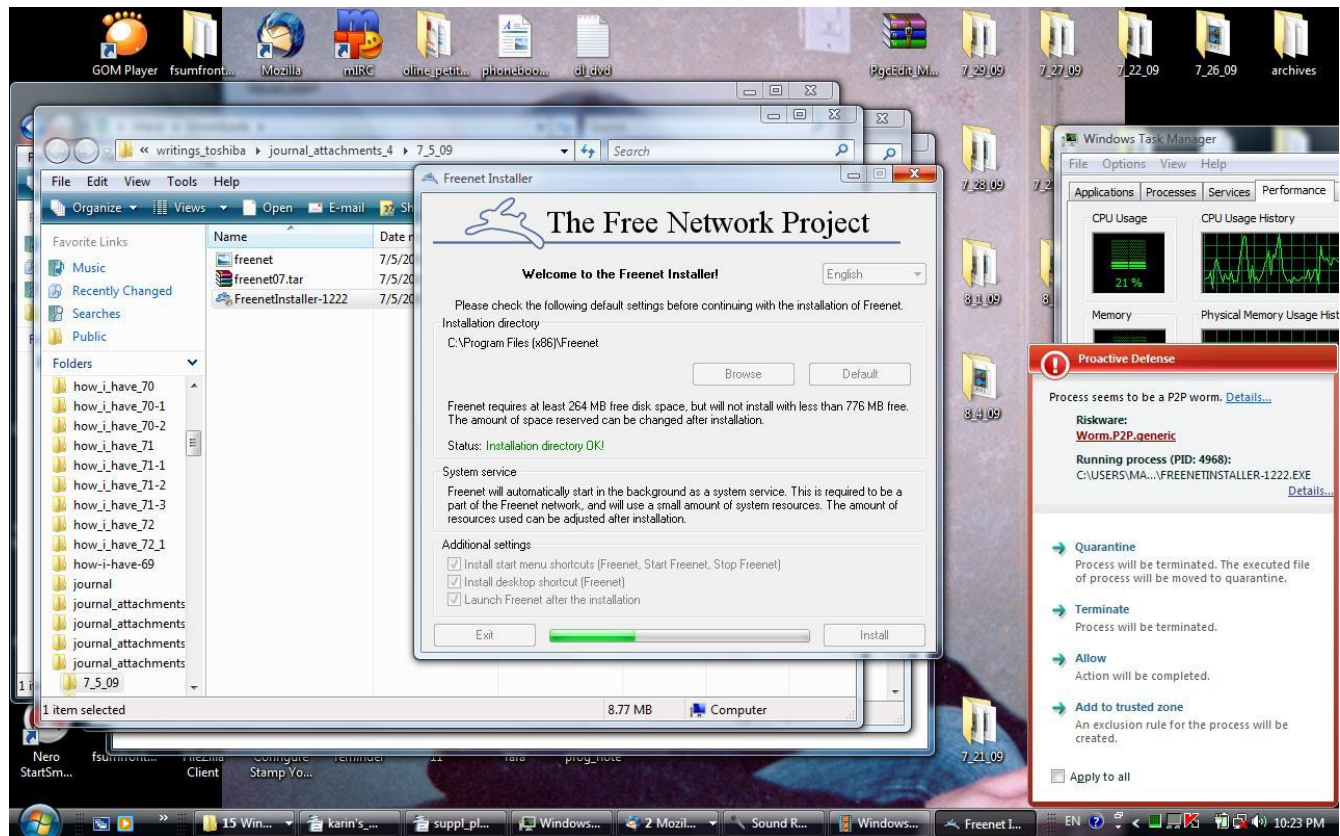 GOM Player
fsumfront...
Mozilla
mIRC
oline_petit...
phoneboo...
dll_dvd
PgcEdit_M...
7_29_09
7_27_09
7_22_09
7_26_09
archives
« writings_toshiba ▸ journal_attachments_4 ▸ 7_5_09
Search
File Edit View Tools Help
Organize Views Open E-mail Sh
Favorite Links
Music
Recently Changed
Searches
Public
Folders
how_i_have_70
how_i_have_70-1
how_i_have_70-2
how_i_have_71
how_i_have_71-1
how_i_have_71-2
how_i_have_71-3
how_i_have_72
how_i_have_72_1
how-i-have-69
journal
journal_attachments
journal_attachments
journal_attachments
journal_attachments
7_5_09
Name Date
freenet 7/5/20
freenet07.tar 7/5/20
FreenetInstaller-1222 7/5/20
1 item selected
8.77 MB Computer
Freenet Installer
The Free Network Project
Welcome to the Freenet Installer!
English
Please check the following default settings before continuing with the installation of Freenet.
Installation directory
C:\Program Files (x86)\Freenet
Browse Default
Freenet requires at least 264 MB free disk space, but will not install with less than 776 MB free.
The amount of space reserved can be changed after installation.
Status: Installation directory OK!
System service
Freenet will automatically start in the background as a system service. This is required to be a
part of the Freenet network, and will use a small amount of system resources. The amount of
resources used can be adjusted after installation.
Additional settings
Install start menu shortcuts (Freenet, Start Freenet, Stop Freenet)
Install desktop shortcut (Freenet)
Launch Freenet after the installation
Exit Install
7_28_09
8_1_09
8_4_09
7_21_09
Windows Task Manager
File Options View Help
Applications Processes Services Performance
CPU Usage CPU Usage History
21 %
Memory Physical Memory Usage Hist
Proactive Defense
Process seems to be a P2P worm. Details...
Riskware:
Worm.P2P.generic
Running process (PID: 4968):
C:\USERS\MA...\FREENETINSTALLER-1222.EXE
Details...
Quarantine
Process will be terminated. The executed file
of process will be moved to quarantine.
Terminate
Process will be terminated.
Allow
Action will be completed.
Add to trusted zone
An exclusion rule for the process will be
created.
Apply to all
Nero
StartSm...
Client
Stamp Yo...
15 Win...
karin's_...
suppl_pl...
Windows...
2 Mozil...
Sound R...
Windows...
Freenet I...
EN
10:23 PM